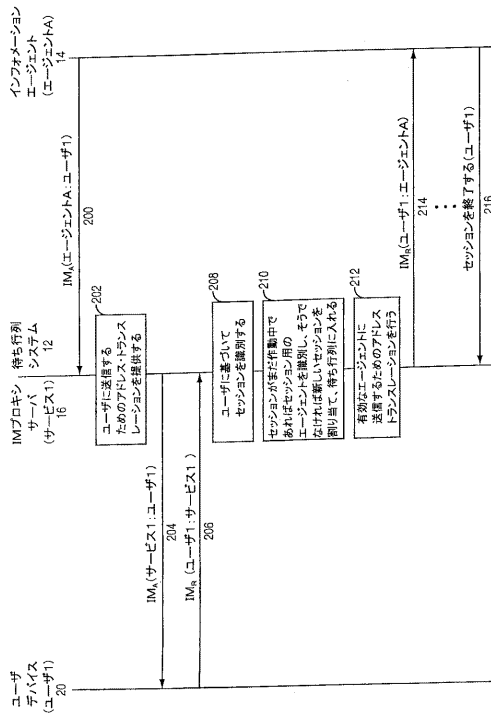 ユーザ
デバイス
(ユーザ1)
20
IMプロキシ
サーバ
(サービス1)
16
待ち行列
システム
12
インフォメーション
エージェント
(エージェントA)
14
IMA(エージェントA:ユーザ1)
200
202
ユーザに送信する
ためのアドレス・トランス
レーションを提供する
IMA(サービス1:ユーザ1)
204
IMR(ユーザ1:サービス1)
206
208
ユーザに基づいて
セッションを識別する
210
セッションがまだ作動中で
あればセッション用の
エージェントを識別し、そうで
なければ新しいセッションを
割り当て、待ち行列に入れる
212
有効なエージェントに
送信するためのアドレス
トランスレーションを行う
IMR(ユーザ1:エージェントA)
214
セッションを終了する(ユーザ1)
216